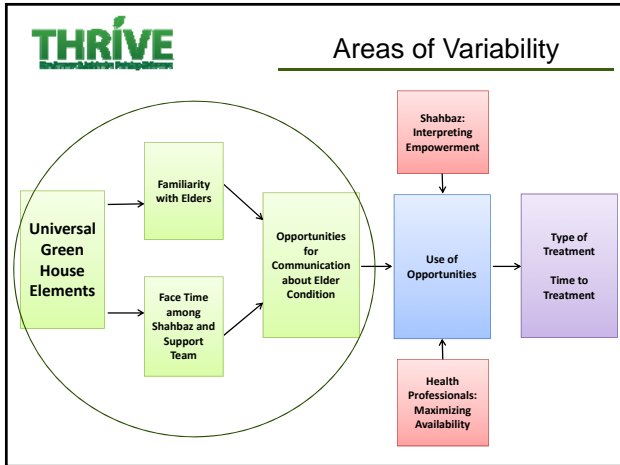 THRIVE
Areas of Variability
Shahbaz:
Interpreting
Empowerment
Familiarity
with Elders
Universal
Green
House
Elements
Opportunities
for
Communication
about Elder
Condition
Use of
Opportunities
Type of
Treatment
Time to
Treatment
Face Time
among
Shahbaz and
Support
Team
Health
Professionals:
Maximizing
Availability